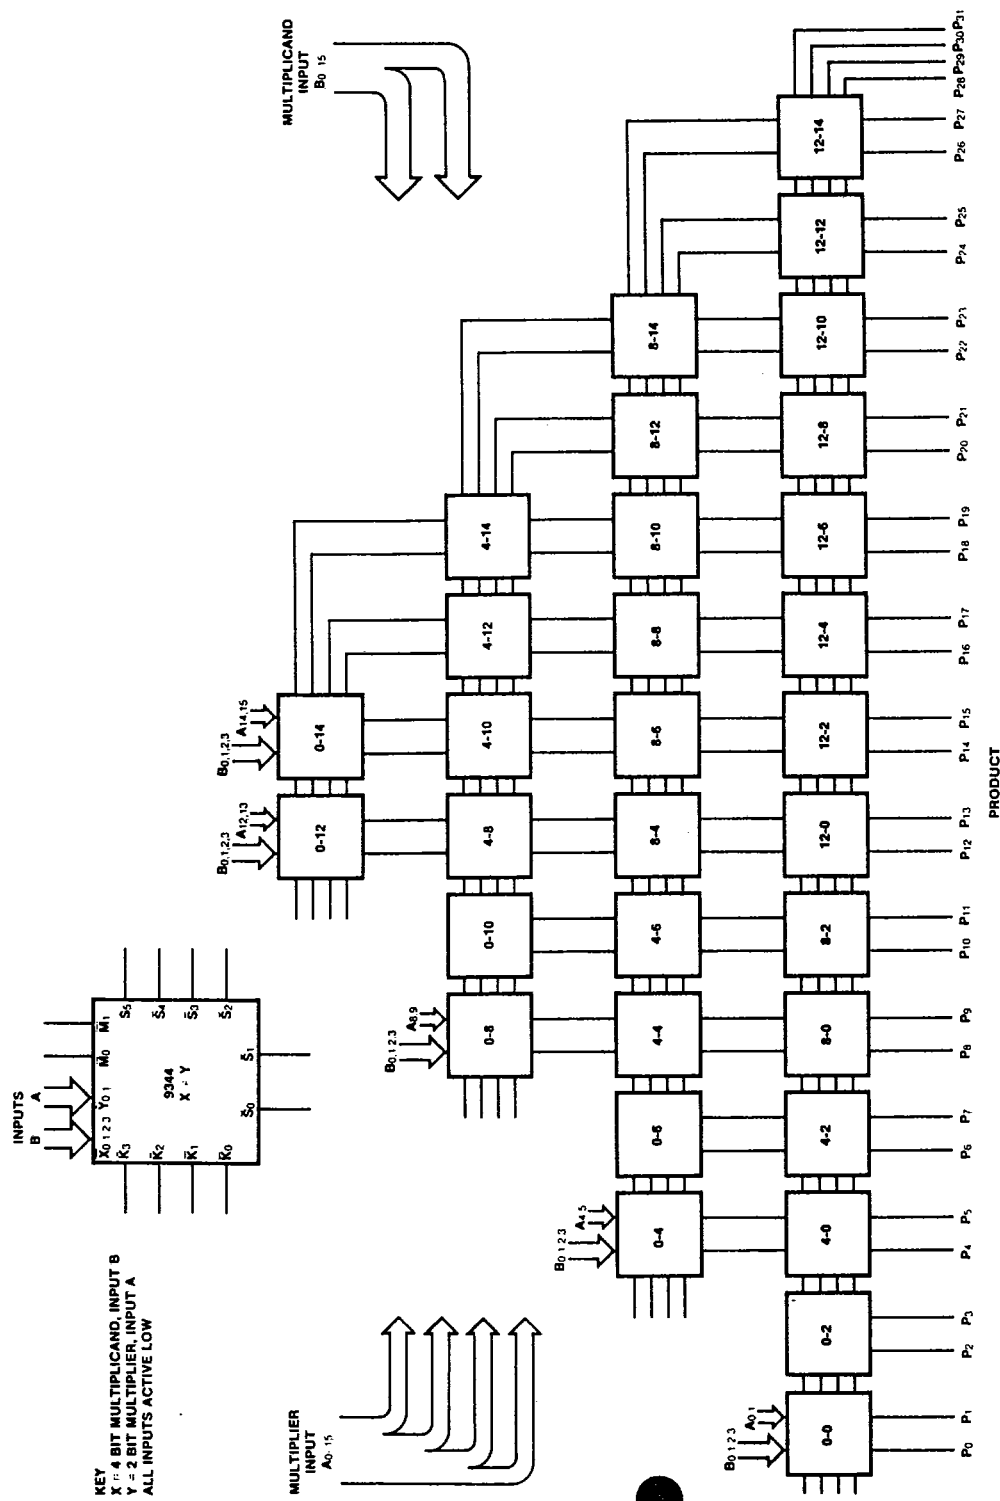 KEY
X = 4 BIT MULTIPLICAND, INPUT B
Y = 2 BIT MULTIPLIER, INPUT A
ALL INPUTS ACTIVE LOW
INPUTS
B A
X̄0 1 2 3 Y0 1 M̄0 M̄1
K̄3 S5
K̄2 S̄4
K̄1 S̄3
K̄0 S̄2
9344
X · Y
S̄0 S̄1
MULTIPLIER
INPUT
A0-15
MULTIPLICAND
INPUT
B0 15
B0,1,2,3 A12,13
B0,1,2,3 A14,15
0-12 0-14
B0,1 2,3 A8,9
0-8 0-10 4-8 4-10 4-12 4-14
B0 1 2 3 A4 5
0-4 0-6 4-4 4-6 8-4 8-6 8-8 8-10 8-12 8-14
B0 1 2 3 A0,1
0-0 0-2 4-0 4-2 8-0 8-2 12-0 12-2 12-4 12-6 12-8 12-10 12-12 12-14
P0 P1 P2 P3 P4 P5 P6 P7 P8 P9 P10 P11 P12 P13 P14 P15 P16 P17 P18 P19 P20 P21 P22 P23 P24 P25 P26 P27 P28 P29 P30 P31
PRODUCT